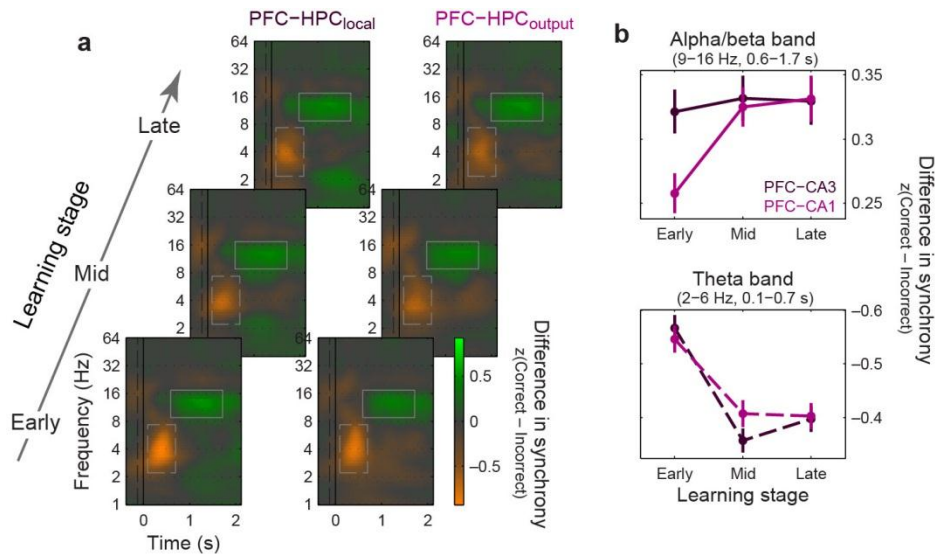 a
PFC−HPClocal
PFC−HPCoutput
Learning stage
Early
Mid
Late
64
32
16
8
4
2
64
32
16
8
4
2
64
32
16
8
4
2
1
Frequency (Hz)
0
1
2
0
1
2
Time (s)
0.5
0
−0.5
Difference in synchrony
z(Correct – Incorrect)
b
Alpha/beta band
(9−16 Hz, 0.6−1.7 s)
0.35
0.3
0.25
PFC−CA3
PFC−CA1
Early
Mid
Late
Theta band
(2−6 Hz, 0.1−0.7 s)
−0.6
−0.5
−0.4
Early
Mid
Late
Learning stage
Difference in synchrony
z(Correct – Incorrect)